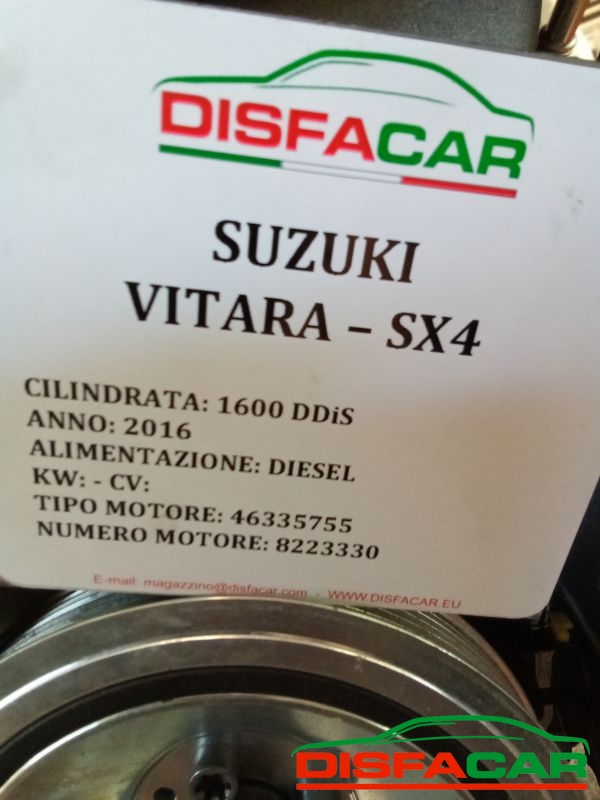 DISFACAR
SUZUKI
VITARA – SX4
CILINDRATA: 1600 DDiS
ANNO: 2016
ALIMENTAZIONE: DIESEL
KW: - CV:
TIPO MOTORE: 46335755
NUMERO MOTORE: 8223330
E-mail: magazzino@disfacar.com - WWW.DISFACAR.EU
DISFACAR